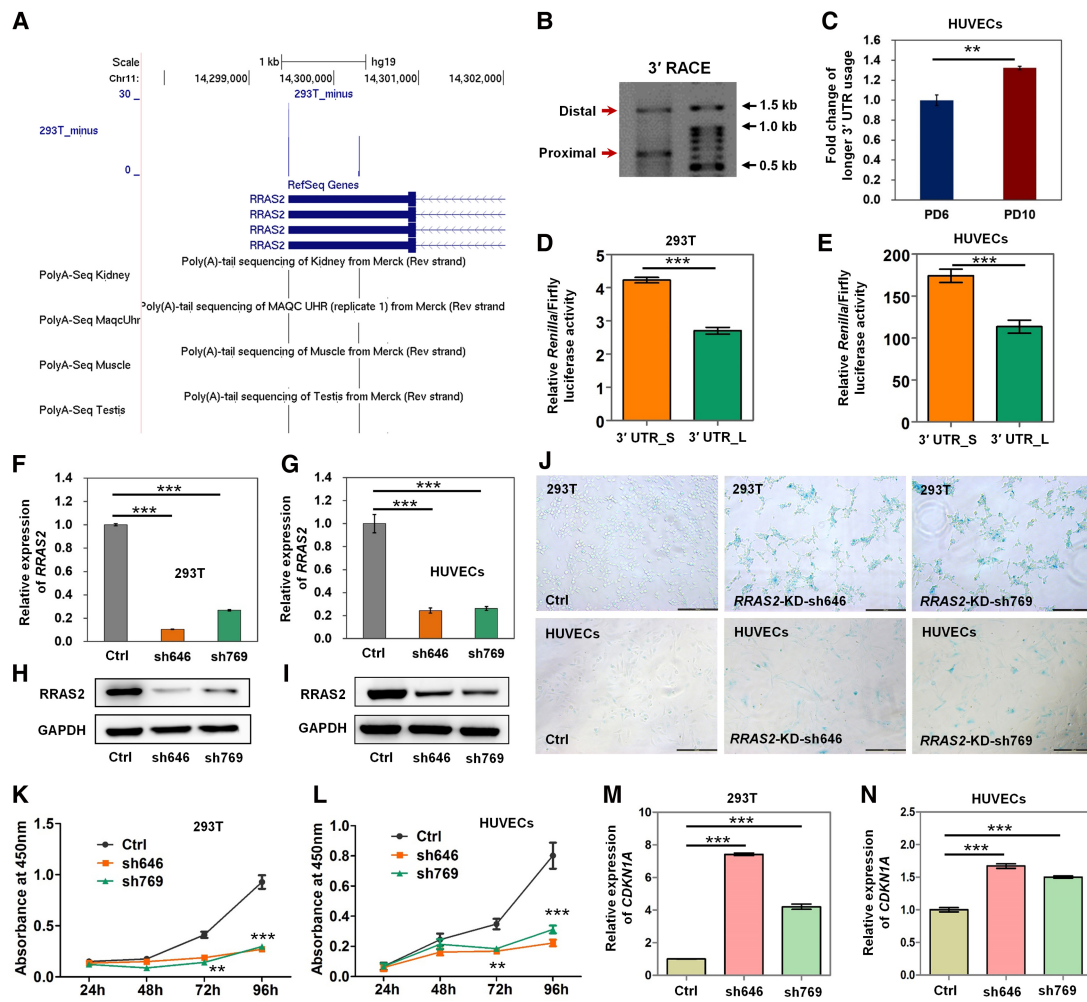 A
Scale
1 kb
hg19
Chr11:
14,299,000
14,300,000
14,301,000
14,302,000
293T_minus
30
293T_minus
0
RefSeq Genes
RRAS2
RRAS2
RRAS2
RRAS2
Poly(A)-tail sequencing of Kidney from Merck (Rev strand)
PolyA-Seq Kidney
Poly(A)-tail sequencing of MAQC UHR (replicate 1) from Merck (Rev strand
PolyA-Seq MaqcUhr
Poly(A)-tail sequencing of Muscle from Merck (Rev strand)
PolyA-Seq Muscle
Poly(A)-tail sequencing of Testis from Merck (Rev strand)
PolyA-Seq Testis
B
3′ RACE
Distal
Proximal
1.5 kb
1.0 kb
0.5 kb
C
HUVECs
Fold change of
longer 3′ UTR usage
1.6
1.4
1.2
1.0
0.8
0.6
0.4
0.2
0.0
**
PD6
PD10
D
293T
Relative Renilla/Firfly
luciferase activity
5
4
3
2
1
0
***
3′ UTR_S
3′ UTR_L
E
HUVECs
Relative Renilla/Firfly
luciferase activity
200
150
100
50
0
***
3′ UTR_S
3′ UTR_L
F
Relative expression
of RRAS2
1.4
1.2
1.0
0.8
0.6
0.4
0.2
0.0
***
***
293T
Ctrl
sh646
sh769
G
Relative expression
of RRAS2
1.4
1.2
1.0
0.8
0.6
0.4
0.2
0.0
***
***
HUVECs
Ctrl
sh646
sh769
H
RRAS2
GAPDH
Ctrl
sh646
sh769
I
RRAS2
GAPDH
Ctrl
sh646
sh769
J
293T
Ctrl
293T
RRAS2-KD-sh646
293T
RRAS2-KD-sh769
HUVECs
Ctrl
HUVECs
RRAS2-KD-sh646
HUVECs
RRAS2-KD-sh769
K
293T
Absorbance at 450nm
1.5
1.0
0.5
0.0
Ctrl
sh646
sh769
**
***
24h
48h
72h
96h
L
HUVECs
Absorbance at 450nm
1.0
0.8
0.6
0.4
0.2
0.0
Ctrl
sh646
sh769
**
***
24h
48h
72h
96h
M
293T
Relative expression
of CDKN1A
10
8
6
4
2
0
***
***
Ctrl
sh646
sh769
N
HUVECs
Relative expression
of CDKN1A
2.5
2.0
1.5
1.0
0.5
0.0
***
***
Ctrl
sh646
sh769